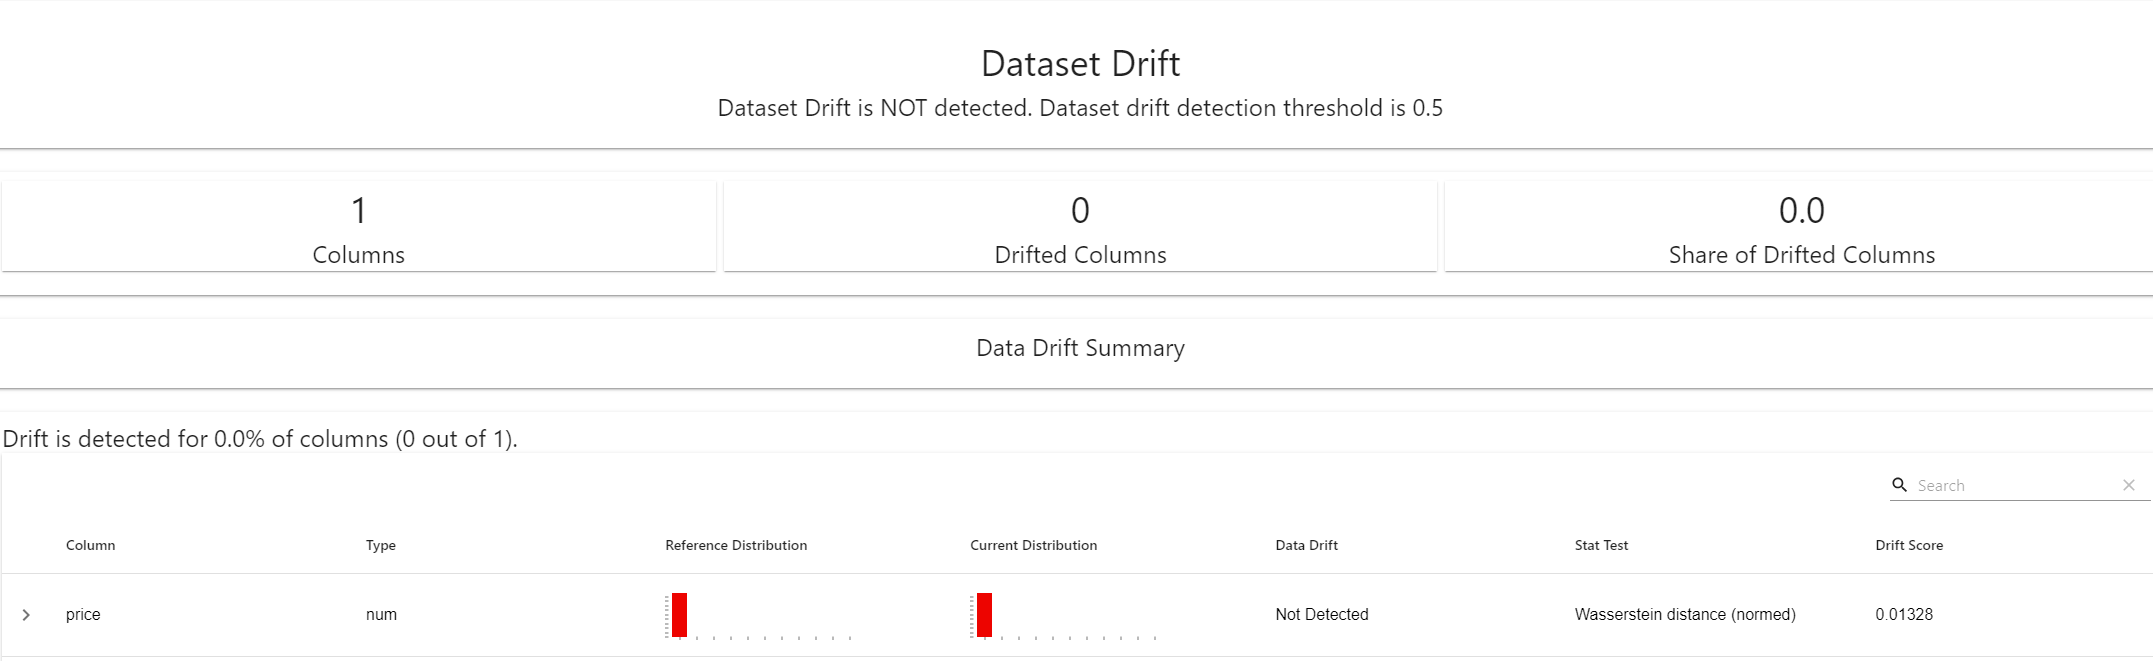 Dataset Drift
Dataset Drift is NOT detected. Dataset drift detection threshold is 0.5
1
Columns
0
Drifted Columns
0.0
Share of Drifted Columns
Data Drift Summary
Drift is detected for 0.0% of columns (0 out of 1).
Search
Column Type Reference Distribution Current Distribution Data Drift Stat Test Drift Score
price num Not Detected Wasserstein distance (normed) 0.01328